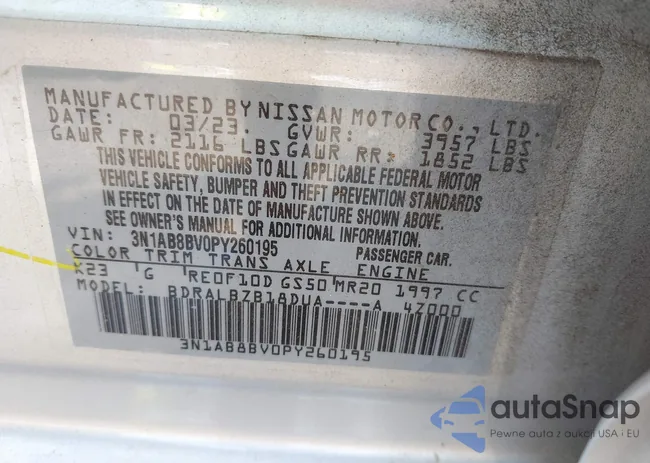 MANUFACTURED BY NISSAN MOTOR CO., LTD.
DATE: 03/23. GVWR: 3957 LBS
GAWR FR: 2116 LBS GAWR RR: 1852 LBS
THIS VEHICLE CONFORMS TO ALL APPLICABLE FEDERAL MOTOR
VEHICLE SAFETY, BUMPER AND THEFT PREVENTION STANDARDS
IN EFFECT ON THE DATE OF MANUFACTURE SHOWN ABOVE.
SEE OWNER'S MANUAL FOR ADDITIONAL INFORMATION.
VIN: 3N1AB8BV0PY260195 PASSENGER CAR.
COLOR TRIM TRANS AXLE ENGINE
K23 G RE0F10D GS50 MR20 1997 CC
MODEL: BDRALBZB18DUA----A 4Z000
3N1AB8BV0PY260195
autaSnap
Pewne auta z aukcji USA i EU